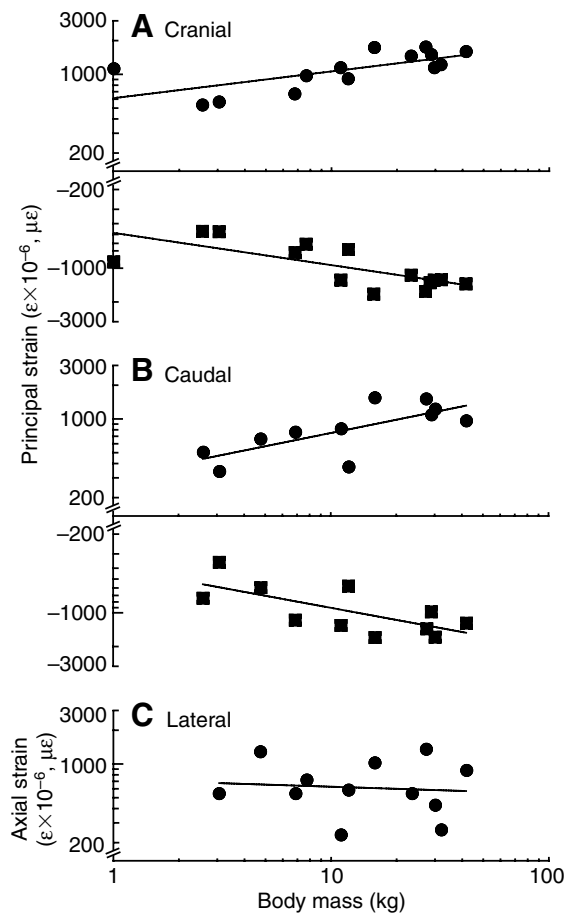 A Cranial
3000
1000
200
−200
−1000
−3000
Principal strain (ε×10⁻⁶, με)
B Caudal
3000
1000
200
−200
−1000
−3000
C Lateral
3000
1000
200
Axial strain
(ε×10⁻⁶, με)
1 10 100
Body mass (kg)